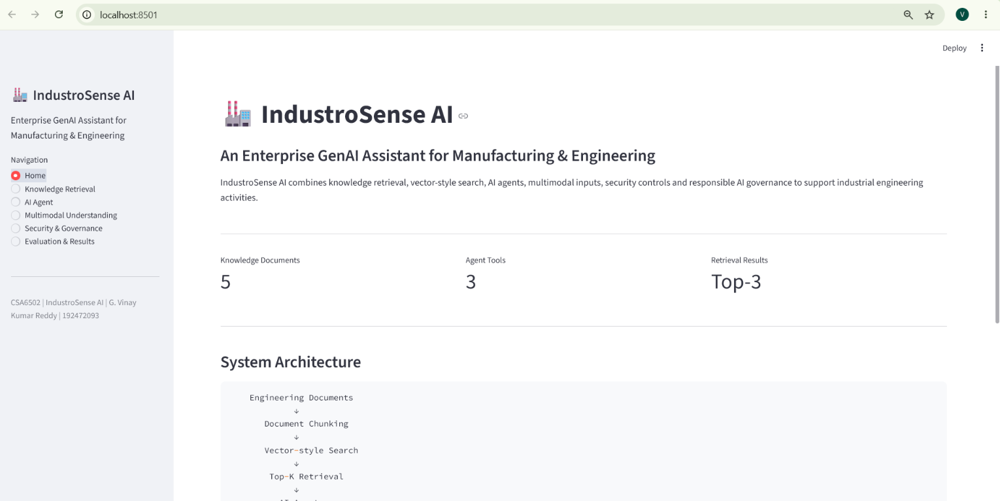 localhost:8501
V
Deploy
IndustroSense AI
Enterprise GenAI Assistant for
Manufacturing & Engineering
Navigation
Home
Knowledge Retrieval
AI Agent
Multimodal Understanding
Security & Governance
Evaluation & Results
CSA6502 | IndustroSense AI | G. Vinay
Kumar Reddy | 192472093
IndustroSense AI
An Enterprise GenAI Assistant for Manufacturing & Engineering
IndustroSense AI combines knowledge retrieval, vector-style search, AI agents, multimodal inputs, security controls and responsible AI governance to support industrial engineering
activities.
Knowledge Documents
5
Agent Tools
3
Retrieval Results
Top-3
System Architecture
Engineering Documents
↓
Document Chunking
↓
Vector-style Search
↓
Top-K Retrieval
↓